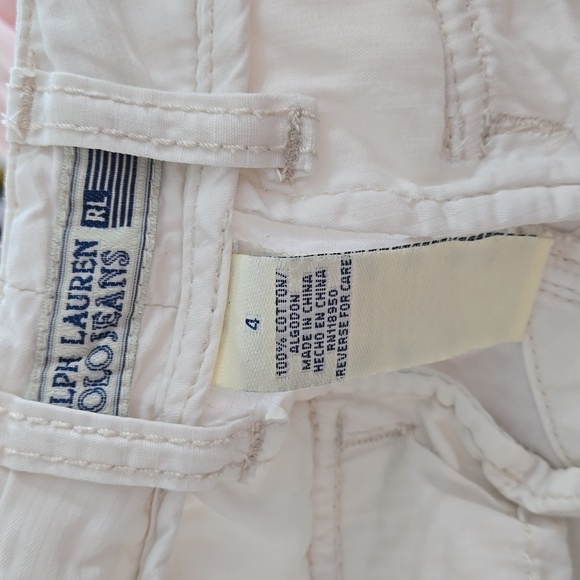 RL
LPH LAUREN
OLO JEANS
4
100% COTTON/
ALGODON
MADE IN CHINA
HECHO EN CHINA
RN118950
REVERSE FOR CARE